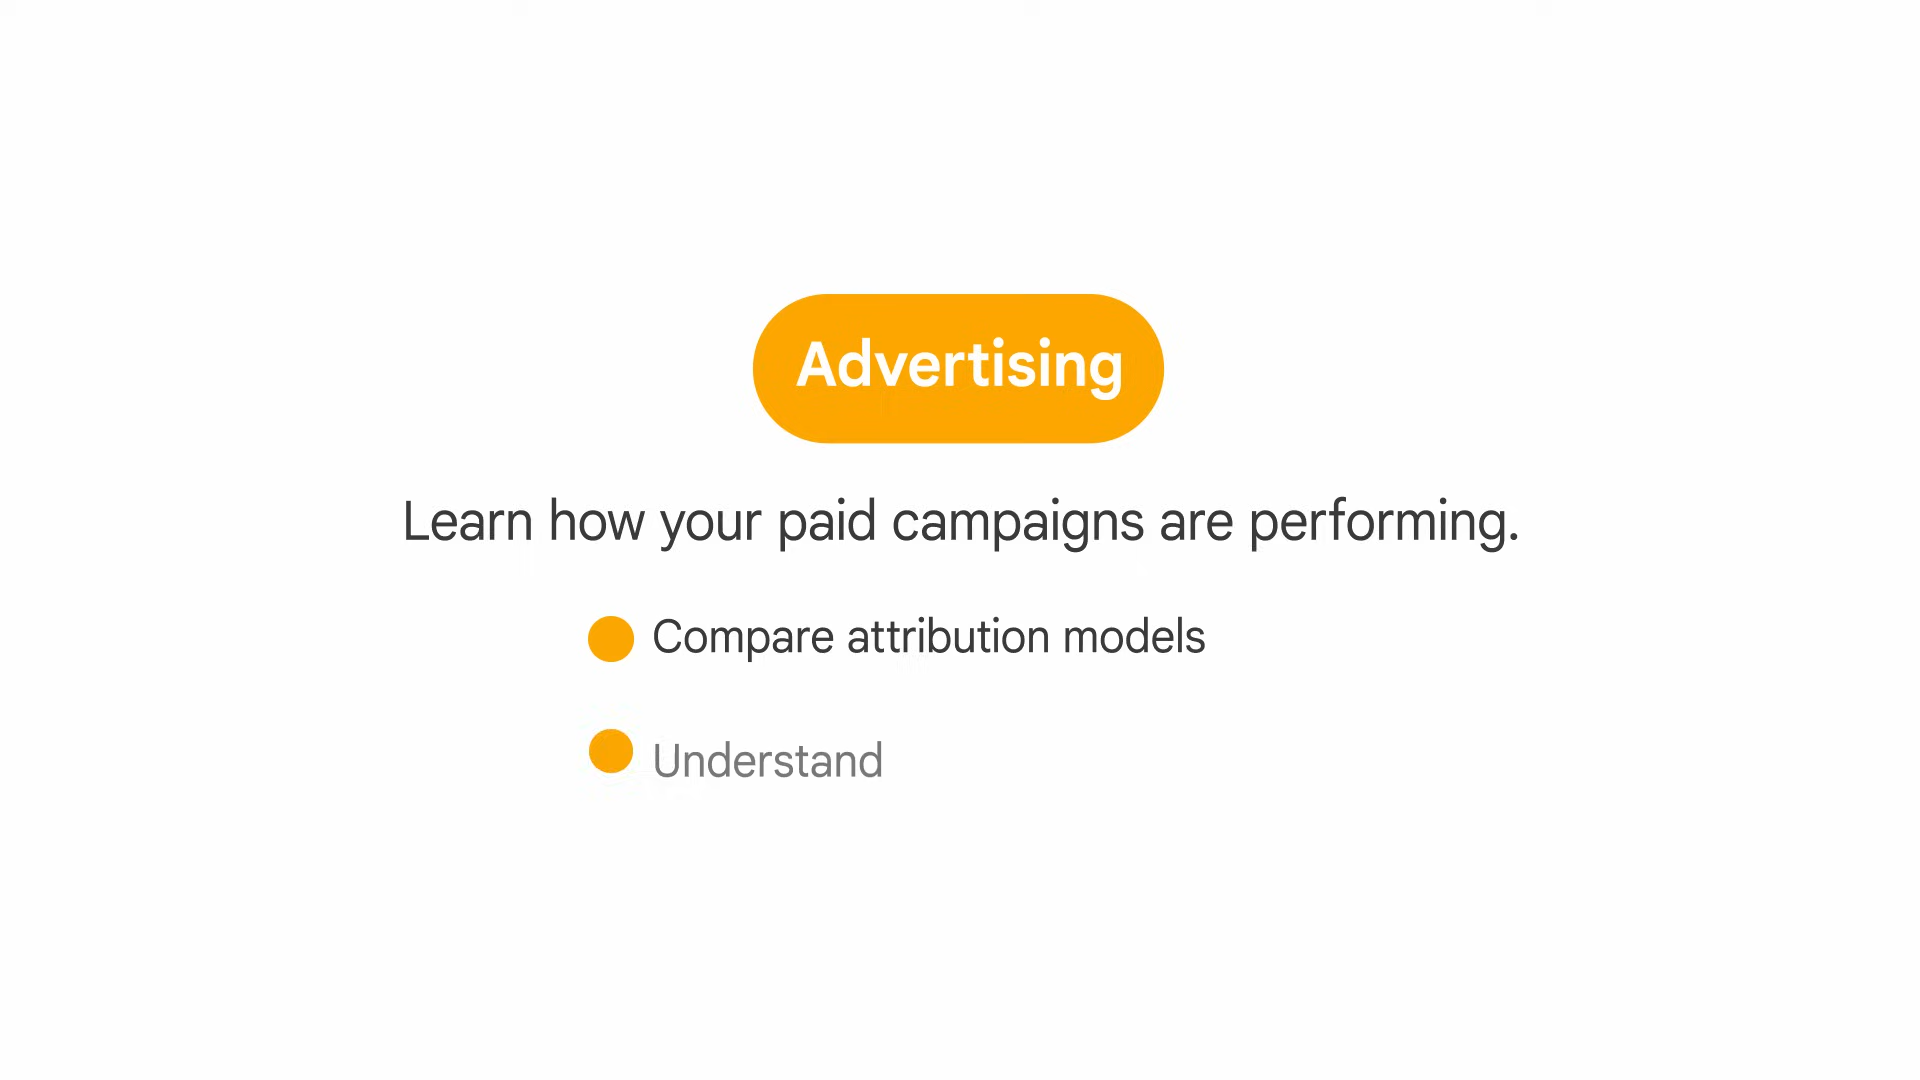 Advertising
Learn how your paid campaigns are performing.
Compare attribution models
Understand